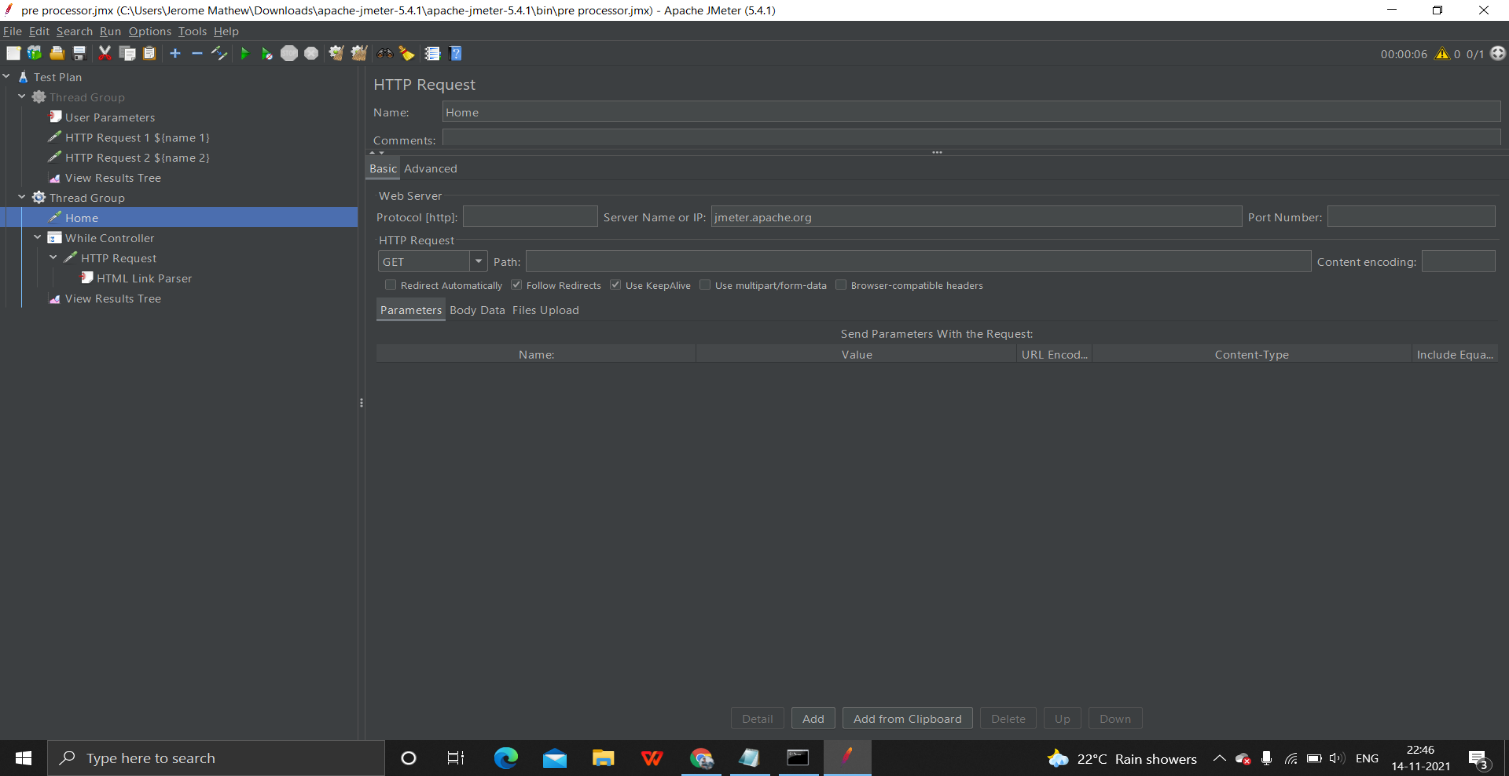 pre processor.jmx (C:\Users\Jerome Mathew\Downloads\apache-jmeter-5.4.1\apache-jmeter-5.4.1\bin\pre processor.jmx) - Apache JMeter (5.4.1)
File Edit Search Run Options Tools Help
00:00:06 0 0/1
Test Plan
Thread Group
User Parameters
HTTP Request 1 ${name 1}
HTTP Request 2 ${name 2}
View Results Tree
Thread Group
Home
While Controller
HTTP Request
HTML Link Parser
View Results Tree
HTTP Request
Name: Home
Comments:
Basic Advanced
Web Server
Protocol [http]: Server Name or IP: jmeter.apache.org Port Number:
HTTP Request
GET Path: Content encoding:
Redirect Automatically Follow Redirects Use KeepAlive Use multipart/form-data Browser-compatible headers
Parameters Body Data Files Upload
Send Parameters With the Request:
Name: Value URL Encod... Content-Type Include Equa...
Detail Add Add from Clipboard Delete Up Down
Type here to search 22°C Rain showers ENG 22:46
14-11-2021 3